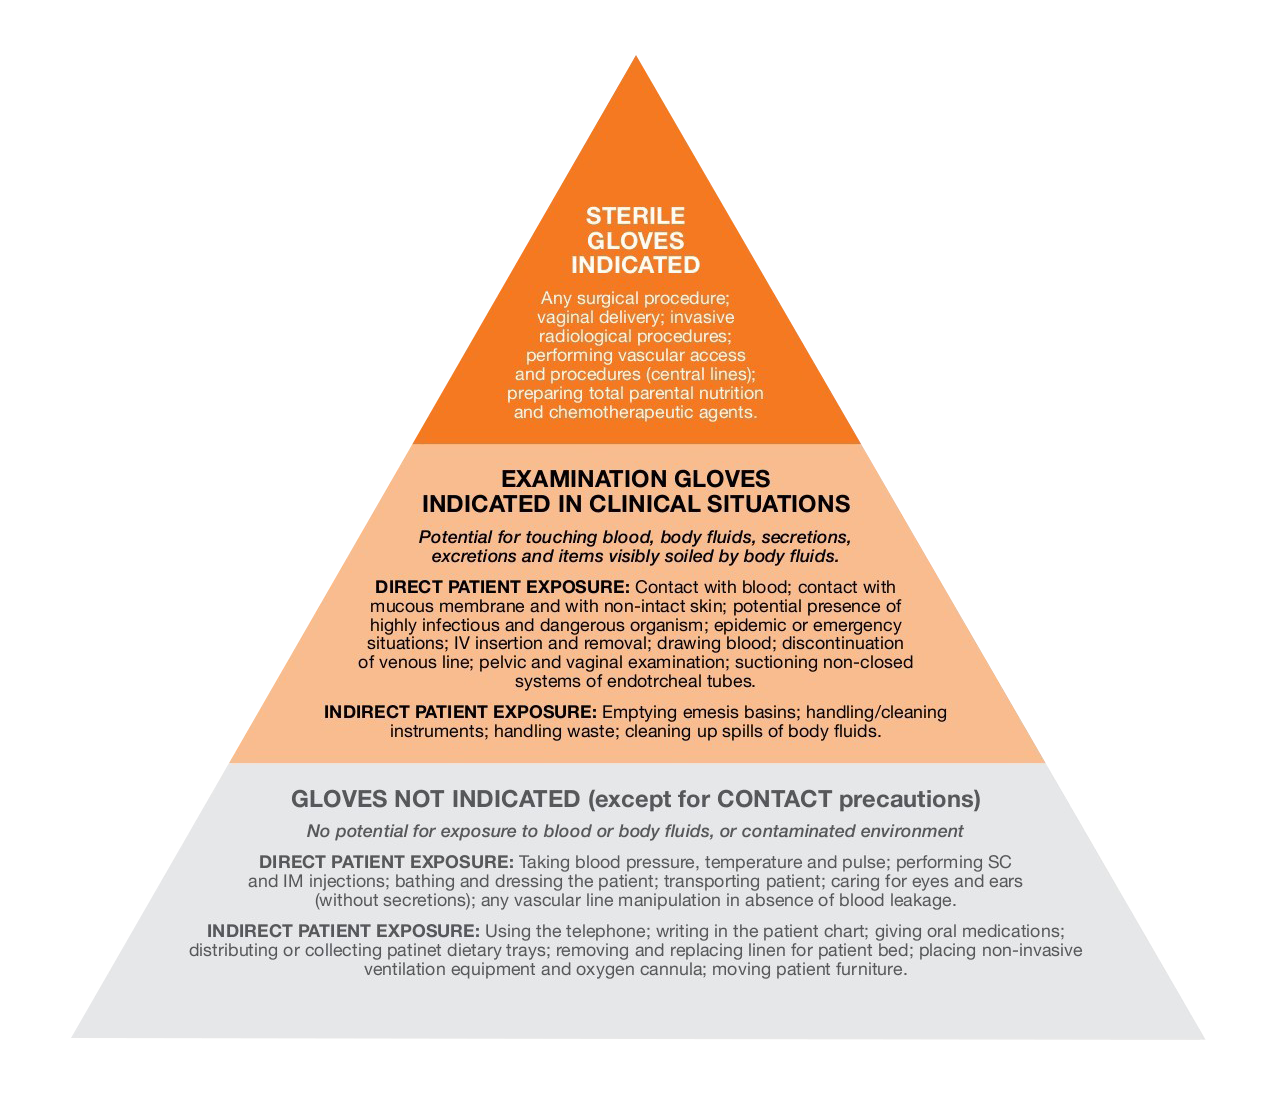 STERILE
GLOVES
INDICATED
Any surgical procedure;
vaginal delivery; invasive
radiological procedures;
performing vascular access
and procedures (central lines);
preparing total parental nutrition
and chemotherapeutic agents.
EXAMINATION GLOVES
INDICATED IN CLINICAL SITUATIONS
Potential for touching blood, body fluids, secretions,
excretions and items visibly soiled by body fluids.
DIRECT PATIENT EXPOSURE: Contact with blood; contact with
mucous membrane and with non-intact skin; potential presence of
highly infectious and dangerous organism; epidemic or emergency
situations; IV insertion and removal; drawing blood; discontinuation
of venous line; pelvic and vaginal examination; suctioning non-closed
systems of endotrcheal tubes.
INDIRECT PATIENT EXPOSURE: Emptying emesis basins; handling/cleaning
instruments; handling waste; cleaning up spills of body fluids.
GLOVES NOT INDICATED (except for CONTACT precautions)
No potential for exposure to blood or body fluids, or contaminated environment
DIRECT PATIENT EXPOSURE: Taking blood pressure, temperature and pulse; performing SC
and IM injections; bathing and dressing the patient; transporting patient; caring for eyes and ears
(without secretions); any vascular line manipulation in absence of blood leakage.
INDIRECT PATIENT EXPOSURE: Using the telephone; writing in the patient chart; giving oral medications;
distributing or collecting patinet dietary trays; removing and replacing linen for patient bed; placing non-invasive
ventilation equipment and oxygen cannula; moving patient furniture.